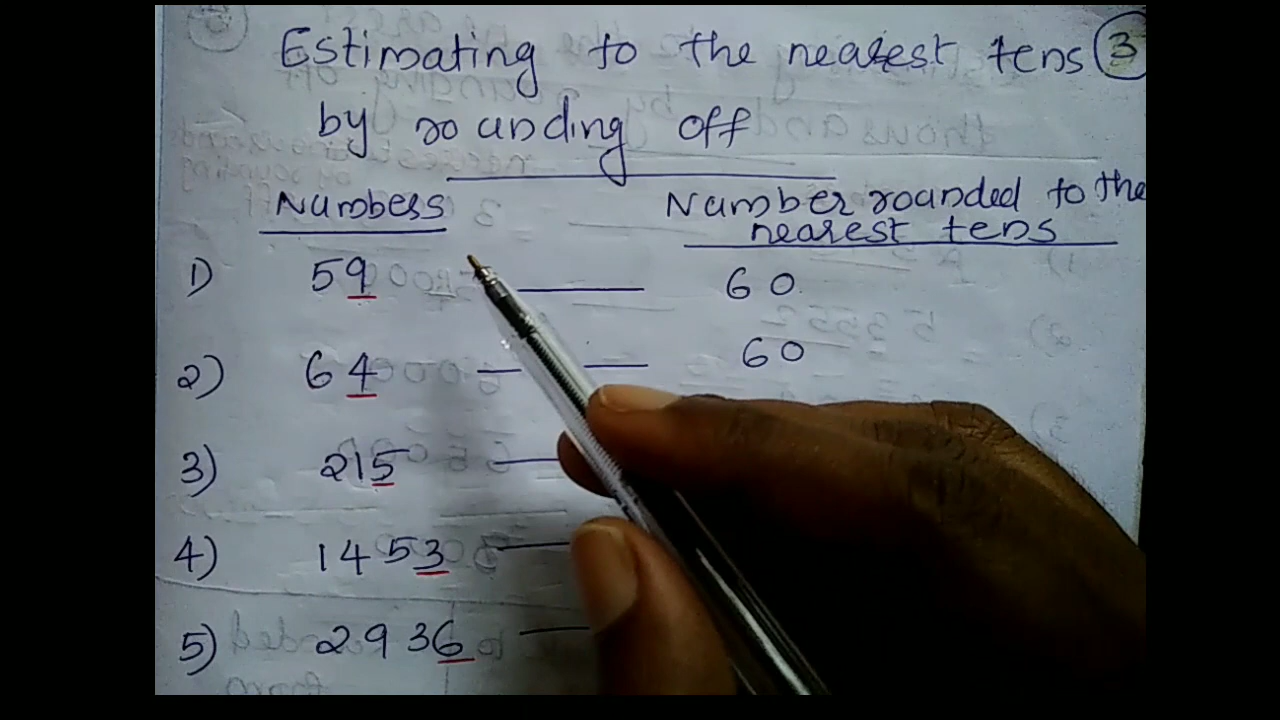 Estimating to the nearest tens 3
by rounding off
Numbers Number rounded to the
nearest tens
1) 59 60
2) 64 60
3) 215
4) 1453
5) 2936